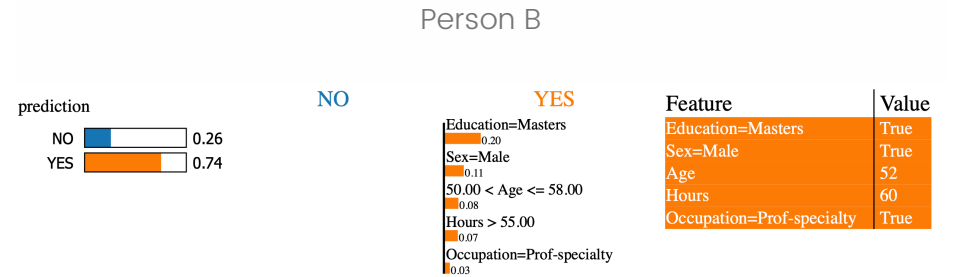 Person B
prediction
NO 0.26
YES 0.74
NO YES
Education=Masters
0.20
Sex=Male
0.11
50.00 < Age <= 58.00
0.08
Hours > 55.00
0.07
Occupation=Prof-specialty
0.03
Feature Value
Education=Masters True
Sex=Male True
Age 52
Hours 60
Occupation=Prof-specialty True